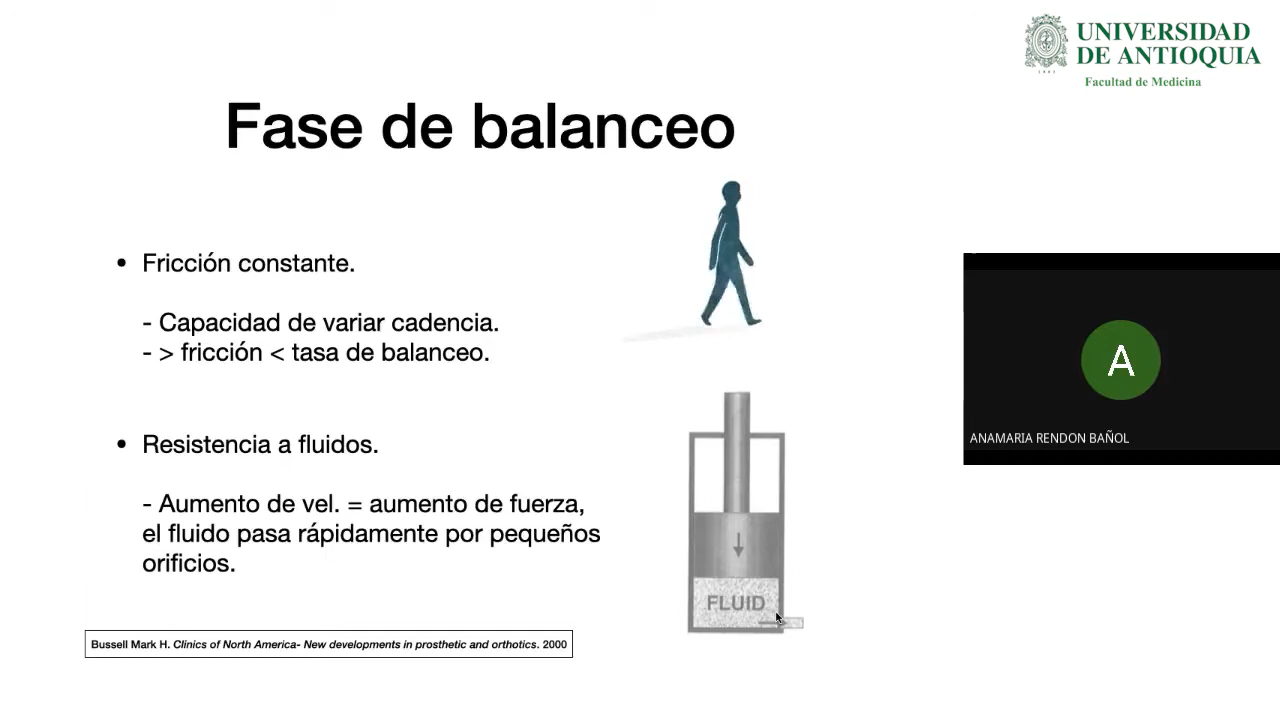 UNIVERSIDAD
DE ANTIOQUIA
1803
Facultad de Medicina
Fase de balanceo
• Fricción constante.
- Capacidad de variar cadencia.
- > fricción < tasa de balanceo.
• Resistencia a fluidos.
- Aumento de vel. = aumento de fuerza,
el fluido pasa rápidamente por pequeños
orificios.
FLUID
Bussell Mark H. Clinics of North America- New developments in prosthetic and orthotics. 2000
A
ANAMARIA RENDON BAÑOL